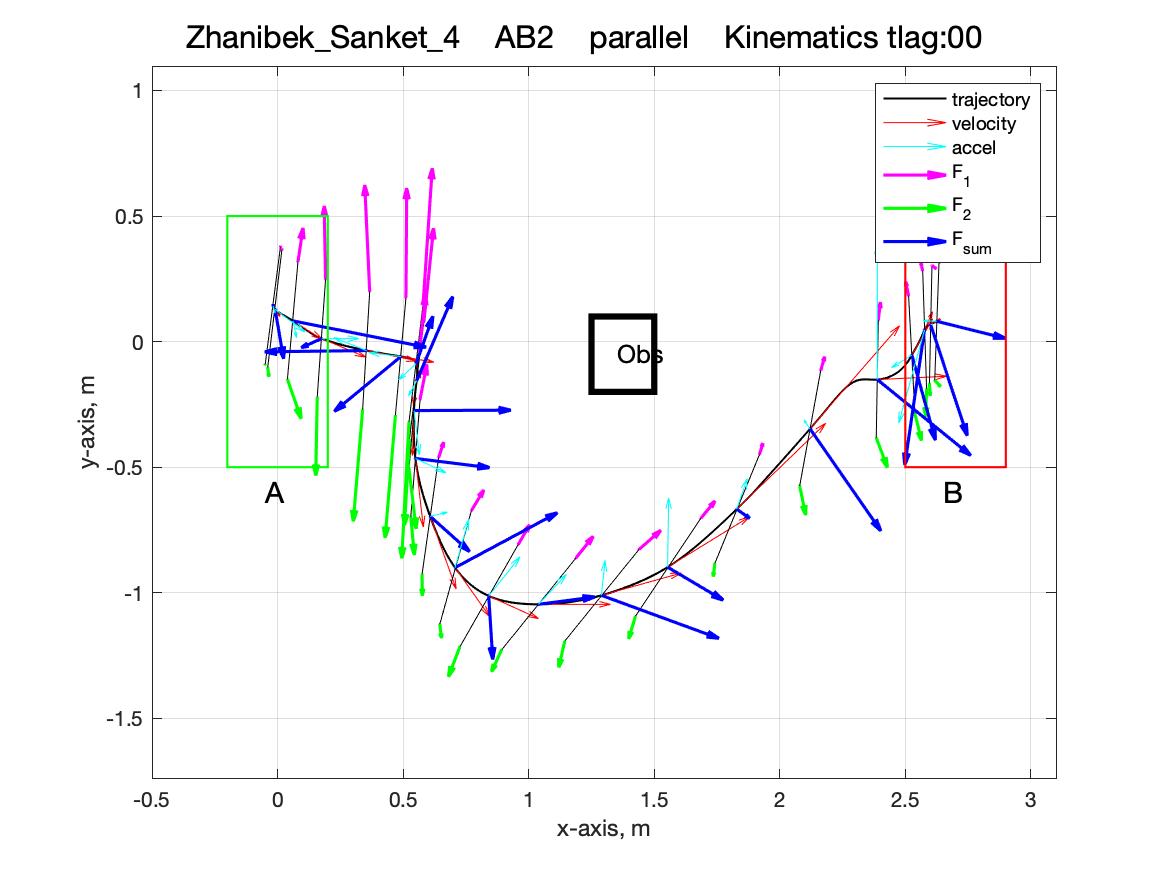 Zhanibek_Sanket_4 AB2 parallel Kinematics tlag:00
trajectory
velocity
accel
F1
F2
Fsum
1
0.5
0
-0.5
-1
-1.5
y-axis, m
Obs
A
B
-0.5 0 0.5 1 1.5 2 2.5 3
x-axis, m